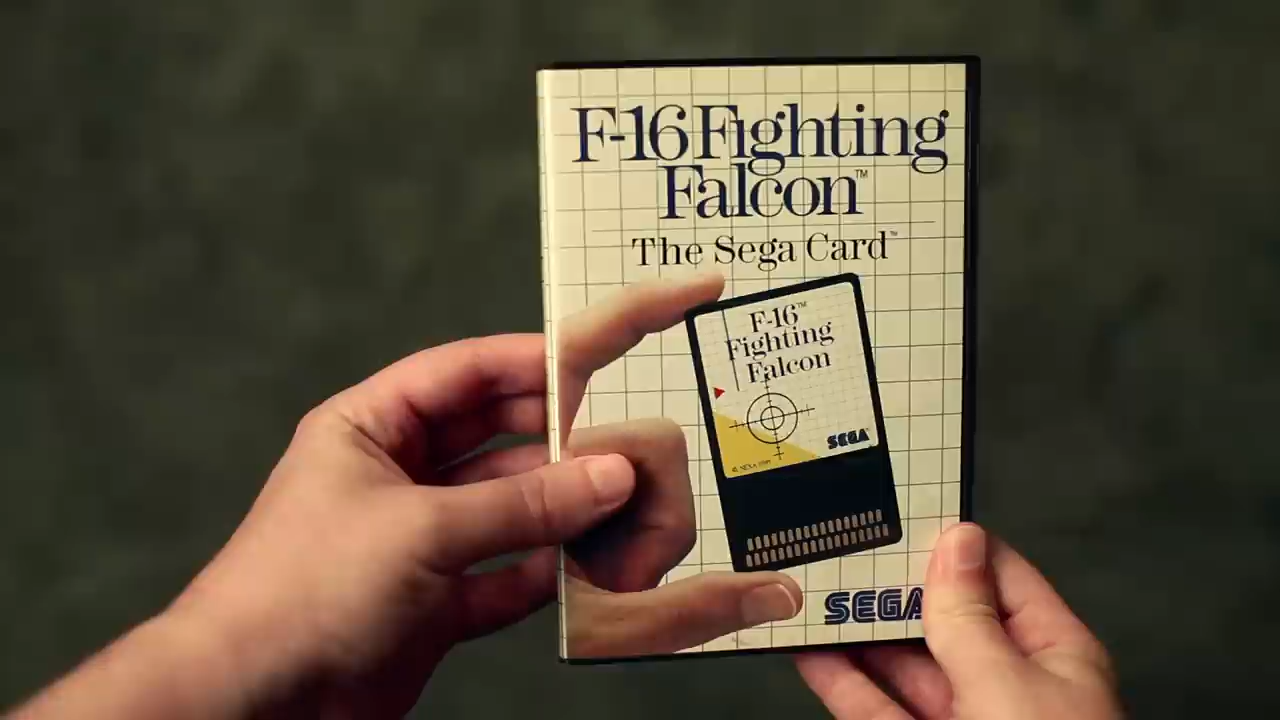 F-16 Fighting
Falcon™
The Sega Card™
F-16™
Fighting
Falcon
SEGA
SEGA